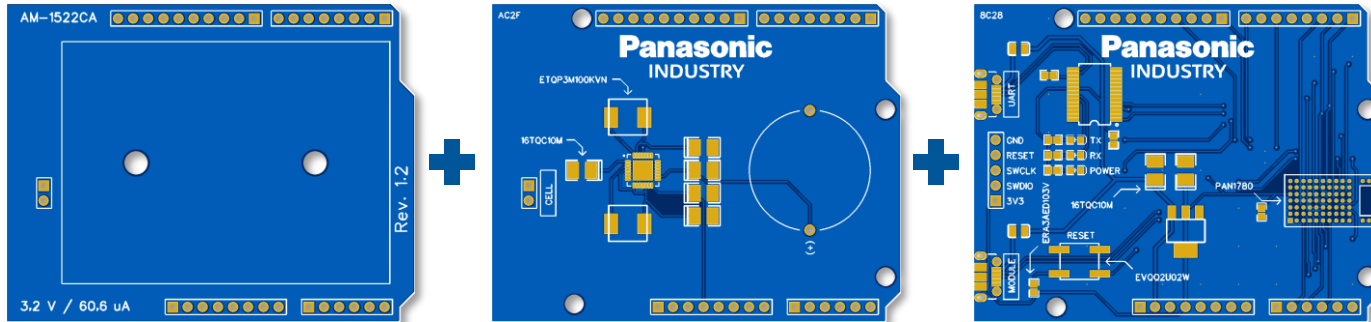 AM-1522CA
Rev. 1.2
3.2 V / 60.6 uA
AC2F
Panasonic
INDUSTRY
ETQP3M100KVN
16TQC10M
CELL
(+)
8C28
Panasonic
INDUSTRY
UART
GND
RESET
SWCLK
SWDIO
3V3
TX
RX
POWER
PAN1780
16TQC10M
ERA3AED103V
RESET
EVQQ2U02W
MODULE